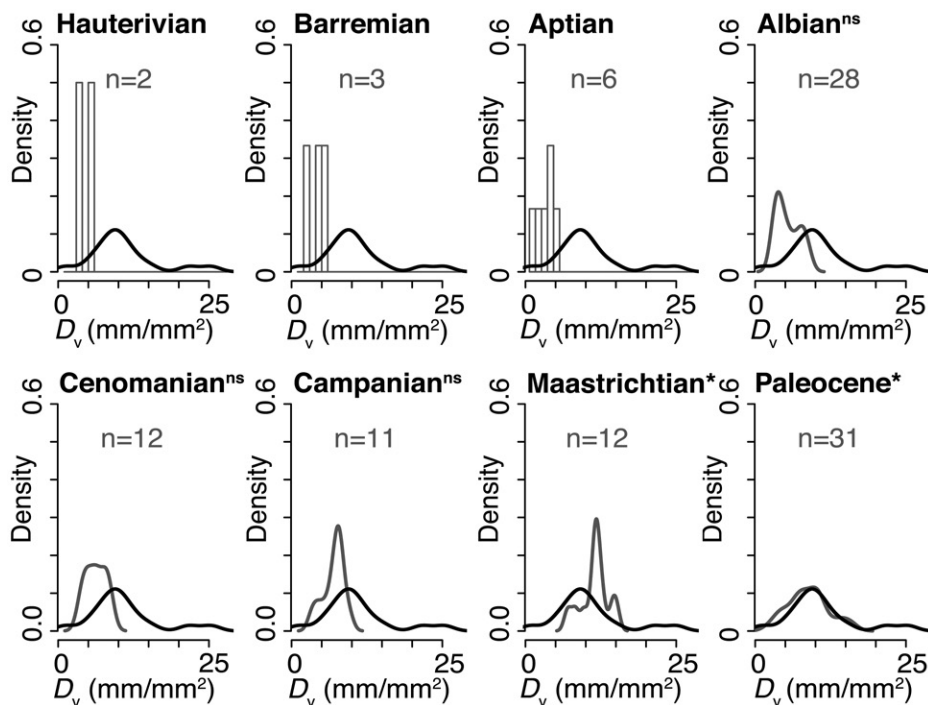 Hauterivian
0.6
n=2
Density
0
0 25
Dv (mm/mm²)
Barremian
0.6
n=3
Density
0
0 25
Dv (mm/mm²)
Aptian
0.6
n=6
Density
0
0 25
Dv (mm/mm²)
Albianns
0.6
n=28
Density
0
0 25
Dv (mm/mm²)
Cenomanianns
0.6
n=12
Density
0.0
0 25
Dv (mm/mm²)
Campanianns
0.6
n=11
Density
0.0
0 25
Dv (mm/mm²)
Maastrichtian*
0.6
n=12
Density
0.0
0 25
Dv (mm/mm²)
Paleocene*
0.6
n=31
Density
0.0
0 25
Dv (mm/mm²)